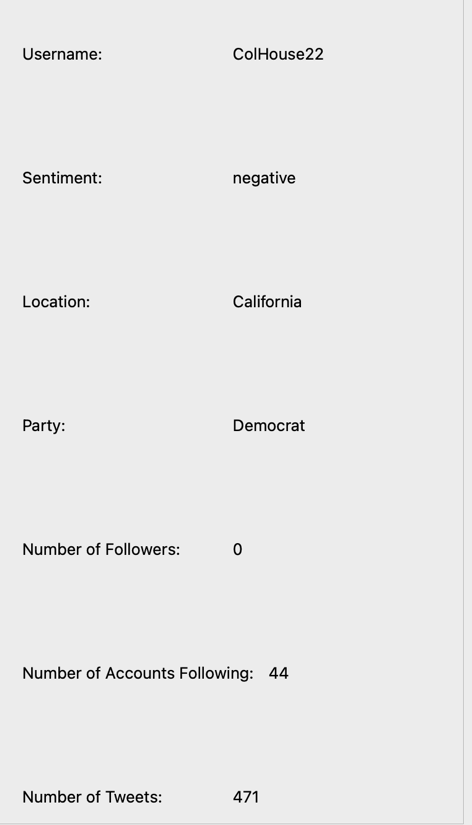 Username: ColHouse22
Sentiment: negative
Location: California
Party: Democrat
Number of Followers: 0
Number of Accounts Following: 44
Number of Tweets: 471